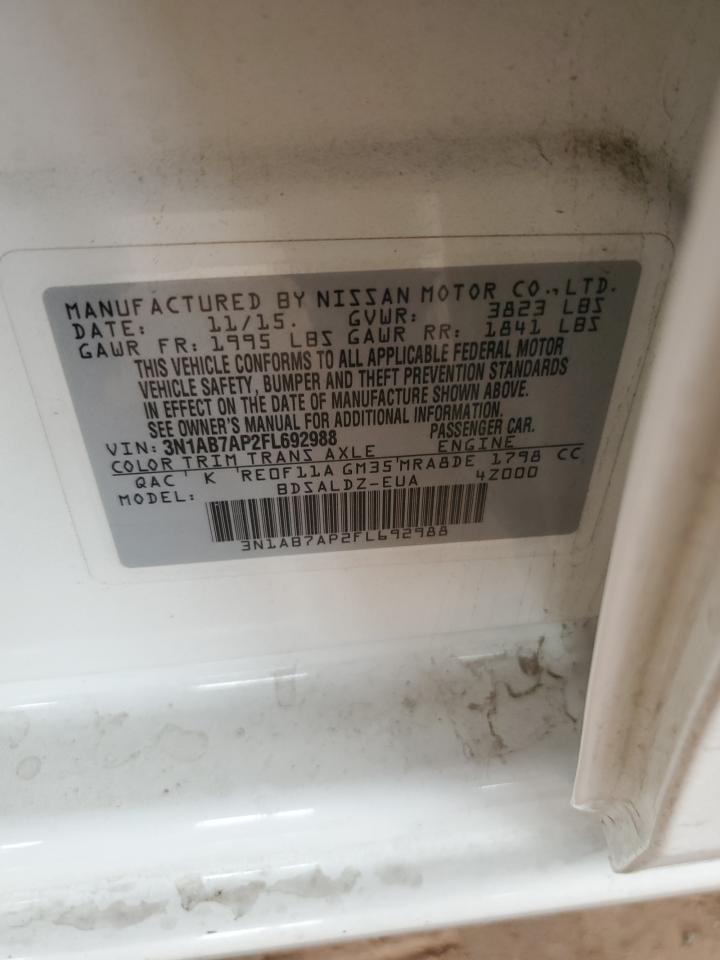 MANUFACTURED BY NISSAN MOTOR CO.,LTD.
DATE: 11/15. GVWR: 3823 LBS
GAWR FR: 1995 LBS GAWR RR: 1841 LBS
THIS VEHICLE CONFORMS TO ALL APPLICABLE FEDERAL MOTOR
VEHICLE SAFETY, BUMPER AND THEFT PREVENTION STANDARDS
IN EFFECT ON THE DATE OF MANUFACTURE SHOWN ABOVE.
SEE OWNER'S MANUAL FOR ADDITIONAL INFORMATION.
VIN: 3N1AB7AP2FL692988 PASSENGER CAR.
COLOR TRIM TRANS AXLE ENGINE
QAC K RE0F11A GM35 MRA8DE 1798 CC
MODEL: BDSALDZ-EUA 4Z000
3N1AB7AP2FL692988